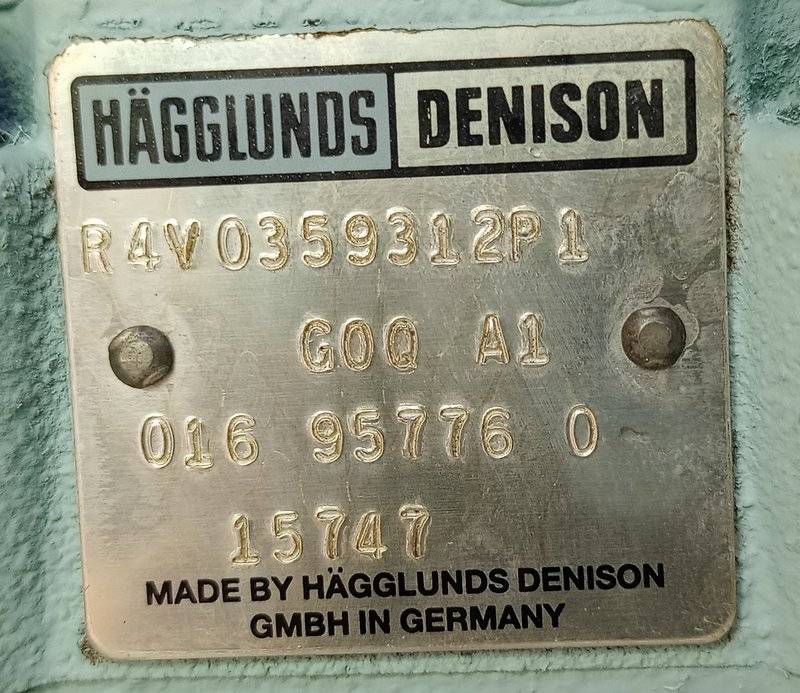 HÄGGLUNDS DENISON
R4V0359312P1
G0Q A1
016 95776 0
15747
MADE BY HÄGGLUNDS DENISON
GMBH IN GERMANY